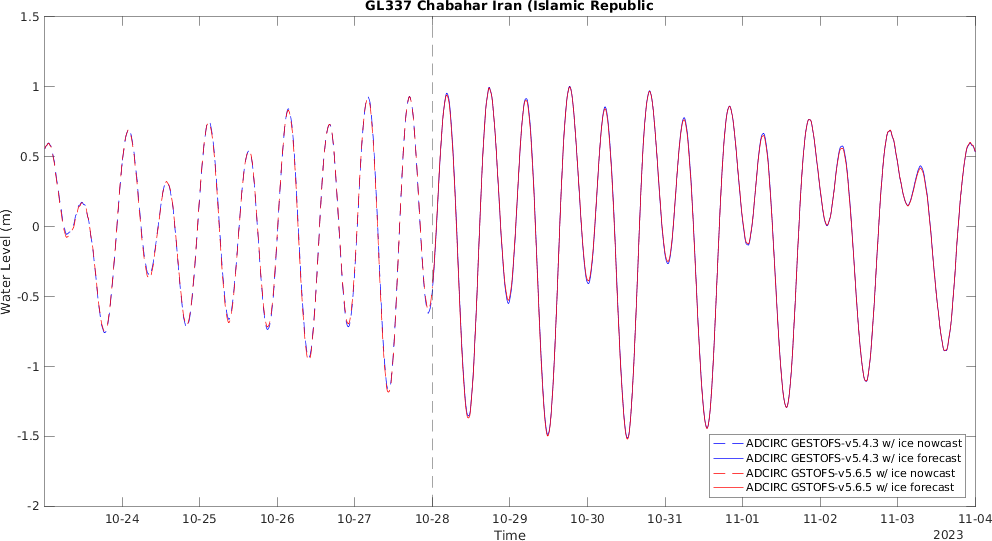 GL337 Chabahar Iran (Islamic Republic
1.5
1
0.5
0
-0.5
-1
-1.5
-2
Water Level (m)
10-24 10-25 10-26 10-27 10-28 10-29 10-30 10-31 11-01 11-02 11-03 11-04
2023
Time
ADCIRC GESTOFS-v5.4.3 w/ ice nowcast
ADCIRC GESTOFS-v5.4.3 w/ ice forecast
ADCIRC GSTOFS-v5.6.5 w/ ice nowcast
ADCIRC GSTOFS-v5.6.5 w/ ice forecast